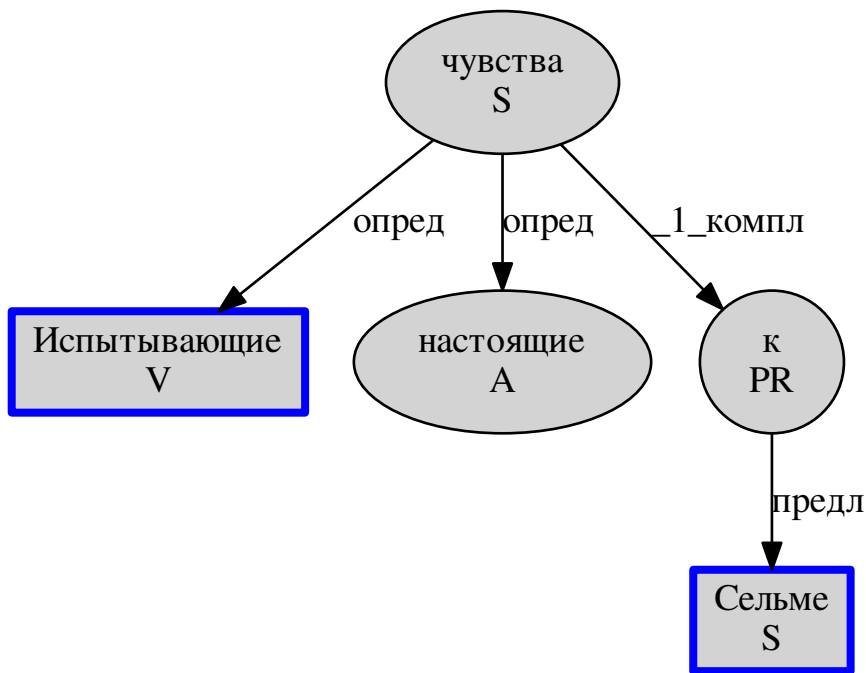 чувства
S
опред
опред
_1_компл
Испытывающие
V
настоящие
A
к
PR
предл
Сельме
S